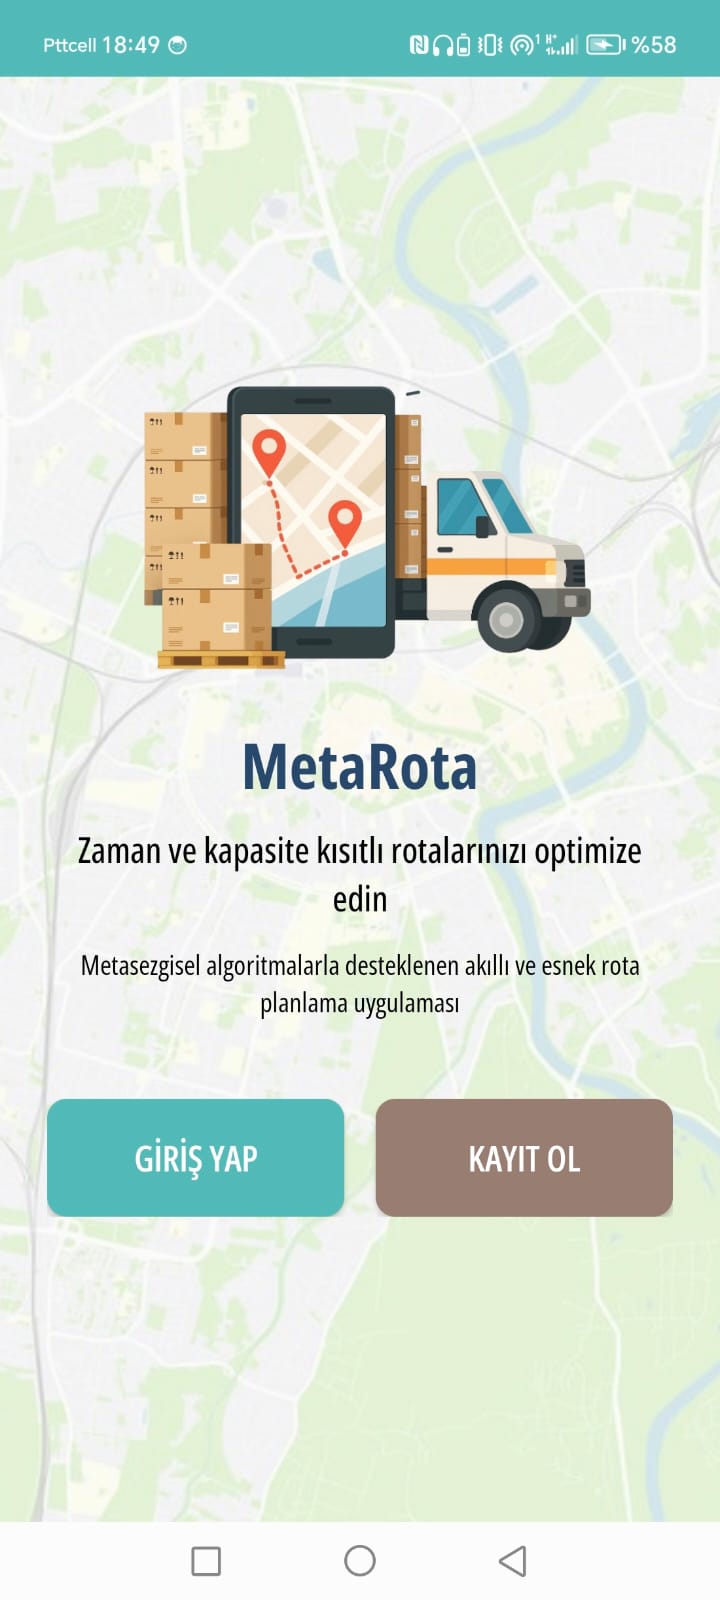 Pttcell 18:49 %58
MetaRota
Zaman ve kapasite kısıtlı rotalarınızı optimize
edin
Metasezgisel algoritmalarla desteklenen akıllı ve esnek rota
planlama uygulaması
GİRİŞ YAP KAYIT OL